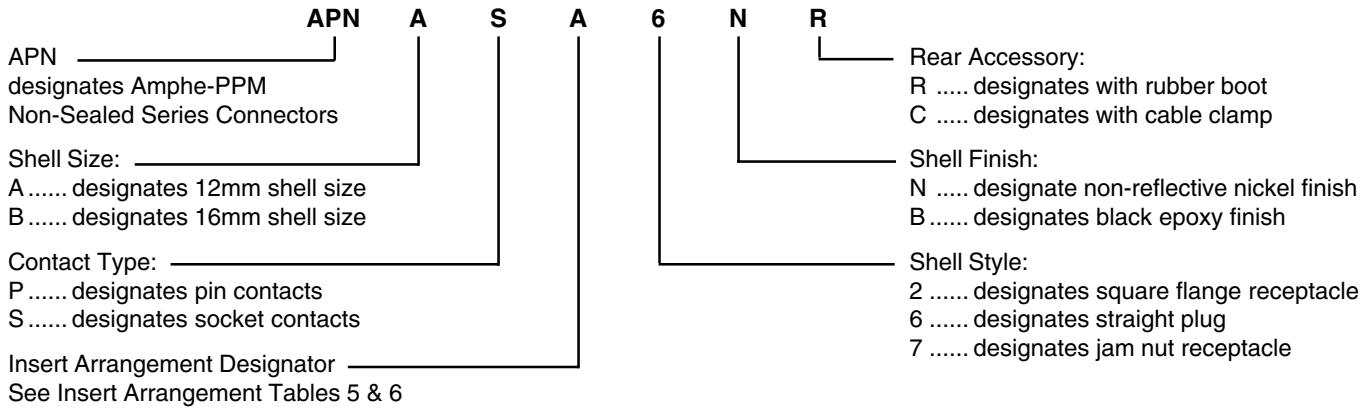 APN A S A 6 N R
APN
designates Amphe-PPM
Non-Sealed Series Connectors
Shell Size:
A ...... designates 12mm shell size
B ...... designates 16mm shell size
Contact Type:
P ...... designates pin contacts
S ...... designates socket contacts
Insert Arrangement Designator
See Insert Arrangement Tables 5 & 6
Rear Accessory:
R ..... designates with rubber boot
C ..... designates with cable clamp
Shell Finish:
N ..... designate non-reflective nickel finish
B ...... designates black epoxy finish
Shell Style:
2 ...... designates square flange receptacle
6 ...... designates straight plug
7 ...... designates jam nut receptacle